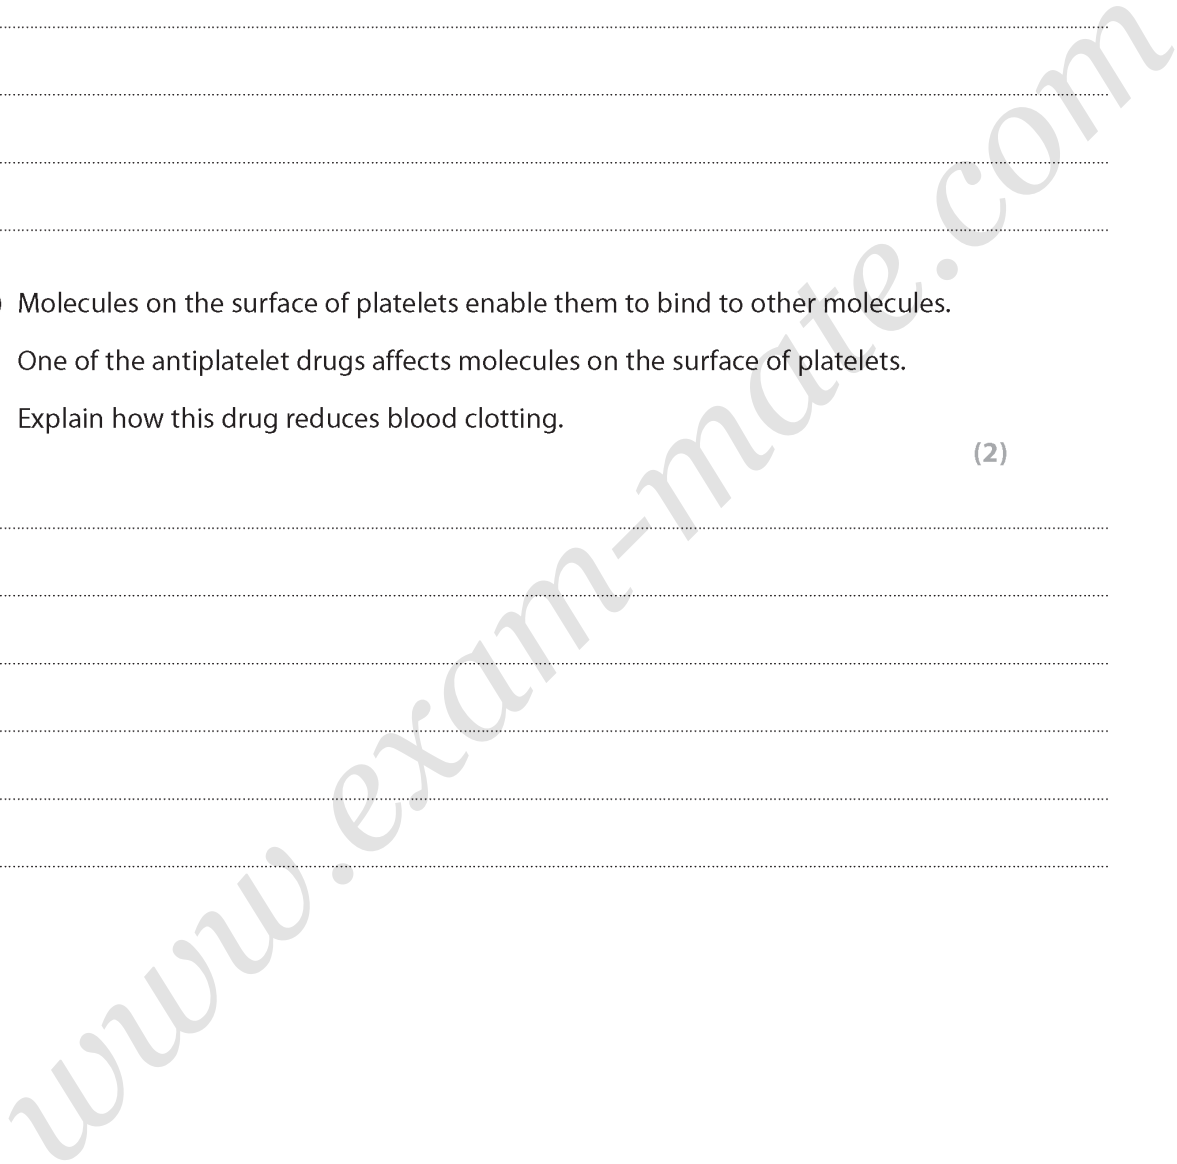 ) Molecules on the surface of platelets enable them to bind to other molecules.
One of the antiplatelet drugs affects molecules on the surface of platelets.
Explain how this drug reduces blood clotting.
(2)
www.exam-mate.com